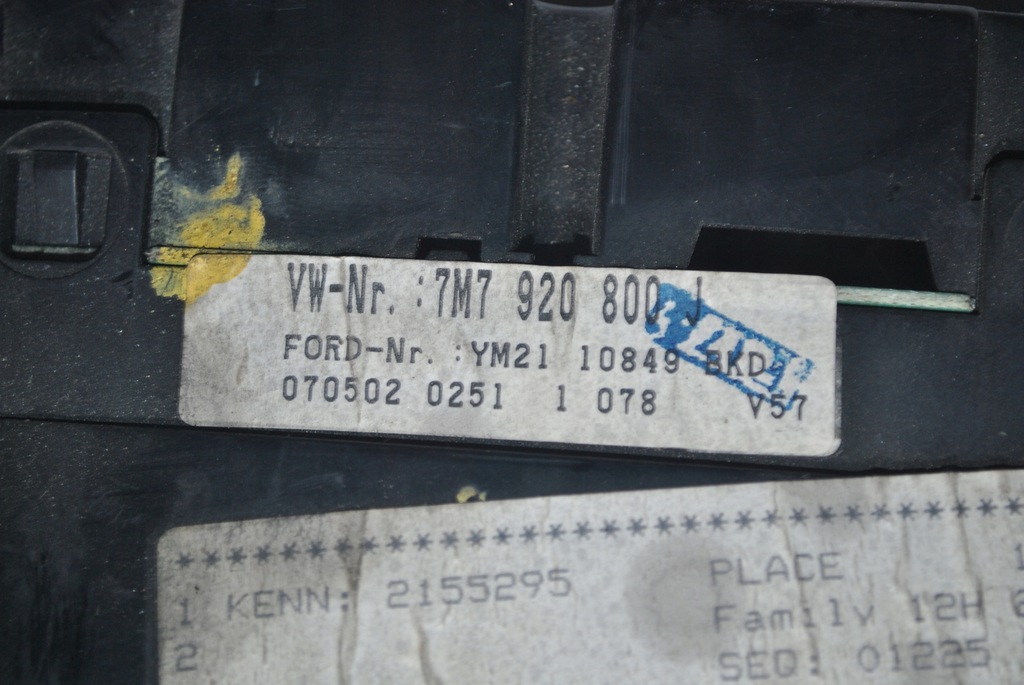 VW-Nr. :7M7 920 800 J
FORD-Nr. :YM21 10849 BKD
070502 0251 1 078 V57
*****************************************
1 KENN: 2155295 PLACE 1
Family 12H
2 SEQ: 01225